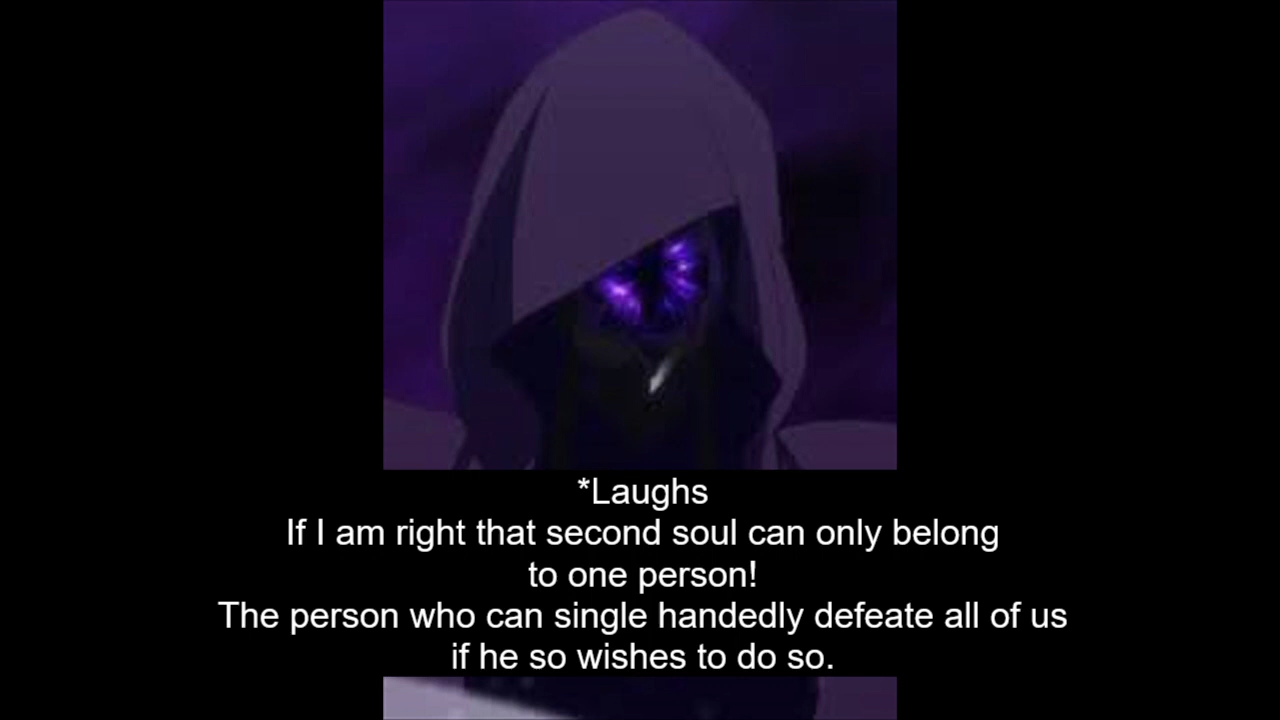 *Laughs
If I am right that second soul can only belong
to one person!
The person who can single handedly defeate all of us
if he so wishes to do so.